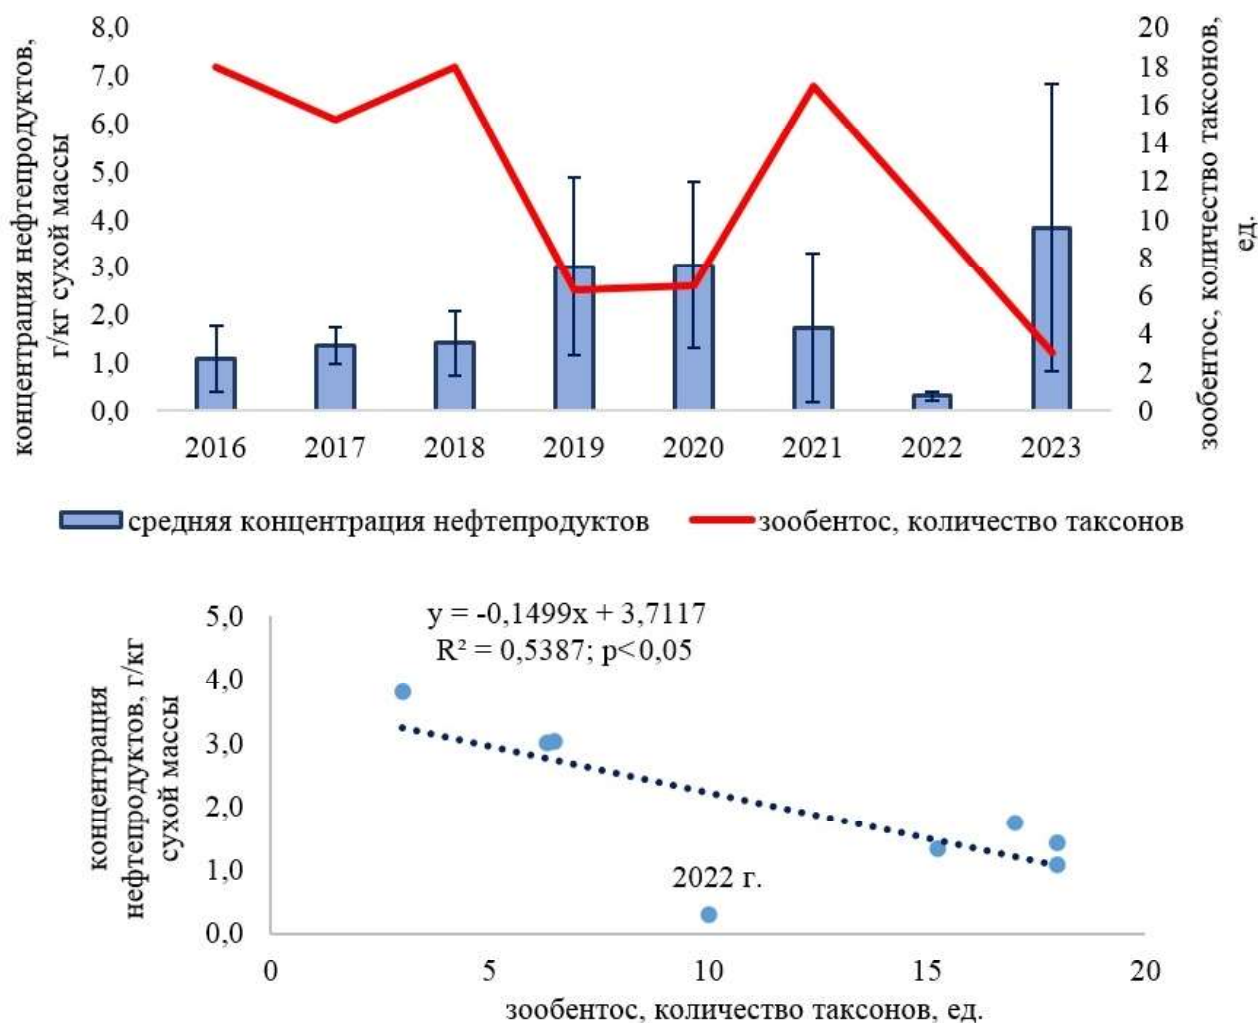 концентрация нефтепродуктов,
г/кг сухой массы
8,0
7,0
6,0
5,0
4,0
3,0
2,0
1,0
0,0
20
18
16
14
12
10
8
6
4
2
0
зообентос, количество таксонов,
ед.
2016 2017 2018 2019 2020 2021 2022 2023
средняя концентрация нефтепродуктов зообентос, количество таксонов
концентрация
нефтепродуктов, г/кг
сухой массы
y = -0,1499x + 3,7117
R² = 0,5387; p<0,05
5,0
4,0
3,0
2,0
1,0
0,0
2022 г.
0 5 10 15 20
зообентос, количество таксонов, ед.